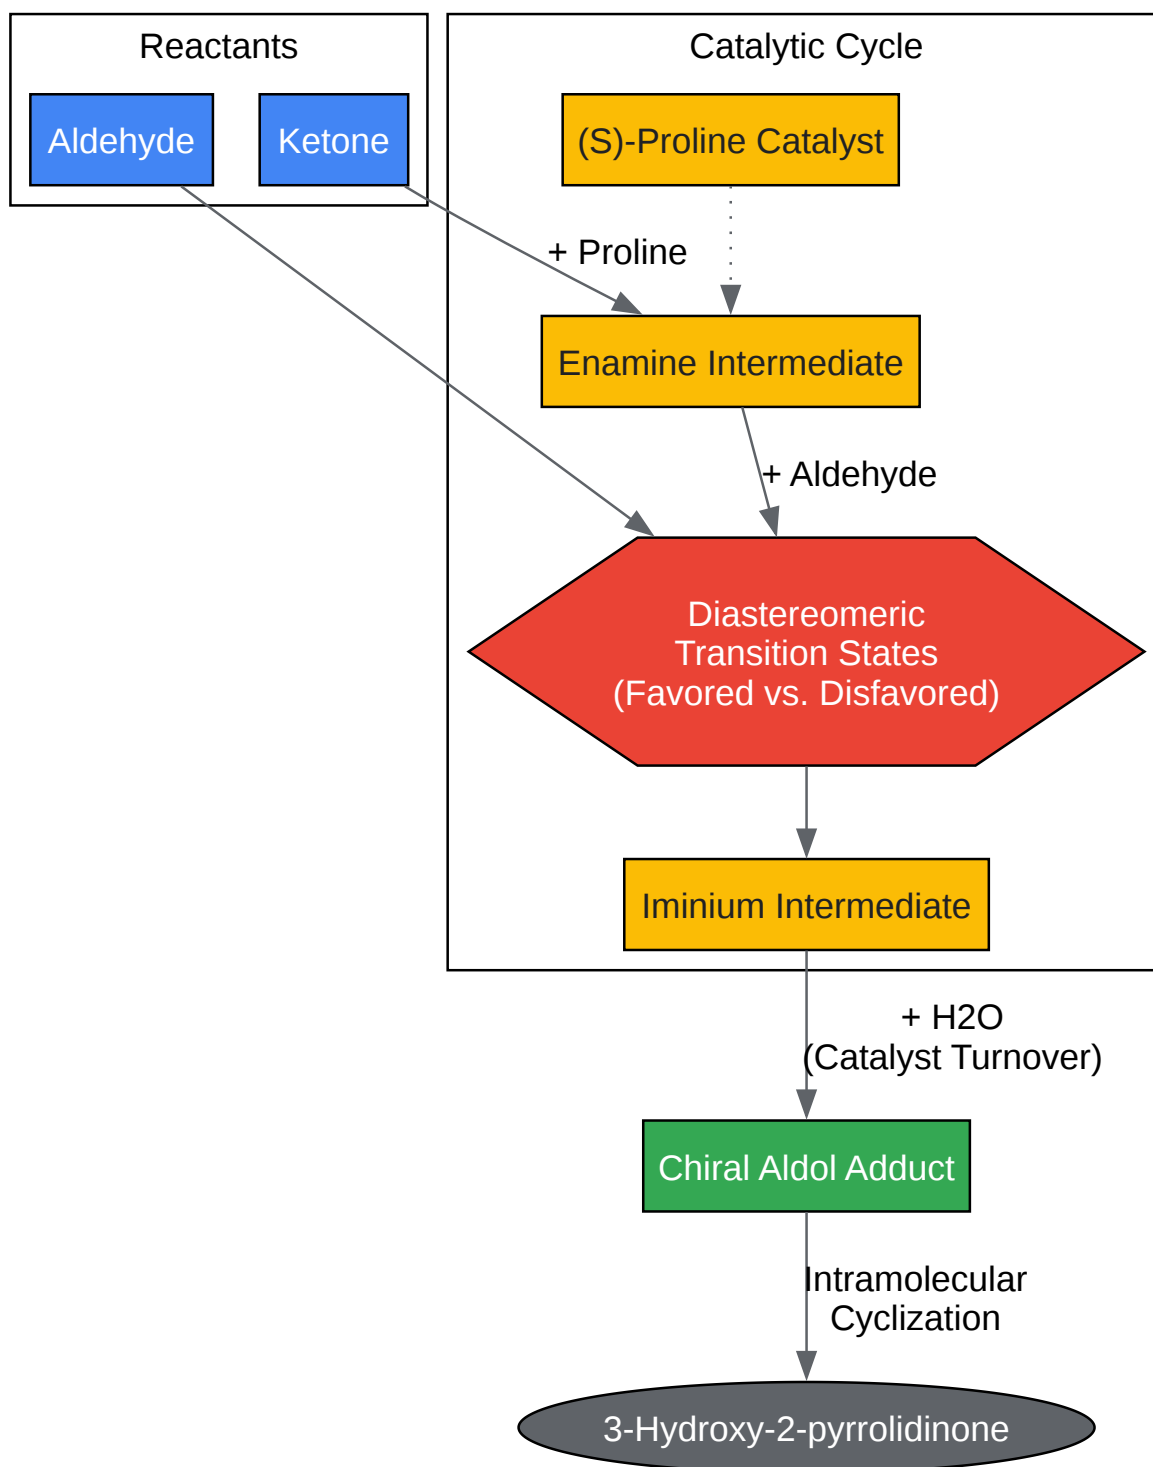 Reactants
Catalytic Cycle
Aldehyde
Ketone
(S)-Proline Catalyst
+ Proline
Enamine Intermediate
+ Aldehyde
Diastereomeric
Transition States
(Favored vs. Disfavored)
Iminium Intermediate
+ H2O
(Catalyst Turnover)
Chiral Aldol Adduct
Intramolecular
Cyclization
3-Hydroxy-2-pyrrolidinone